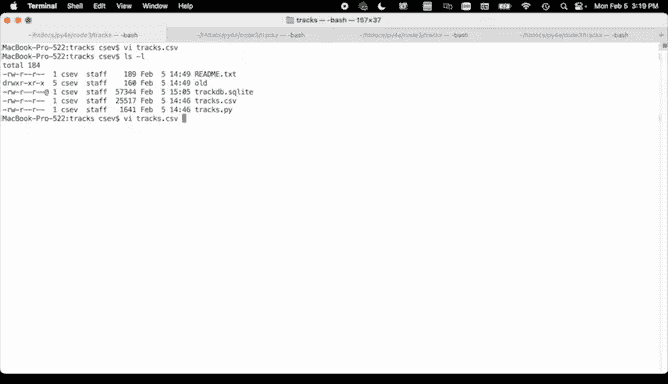 Terminal Shell Edit View Window Help Mon Feb 5 3:19 PM
tracks — -bash — 157×37
~/htdocs/py4e/code3/tracks — -bash
MacBook-Pro-522:tracks csev$ vi tracks.csv
MacBook-Pro-522:tracks csev$ ls -l
total 184
-rw-r--r-- 1 csev staff 189 Feb 5 14:49 README.txt
drwxr-xr-x 5 csev staff 160 Feb 5 14:49 old
-rw-r--r--@ 1 csev staff 57344 Feb 5 15:05 trackdb.sqlite
-rw-r--r-- 1 csev staff 25517 Feb 5 14:46 tracks.csv
-rw-r--r-- 1 csev staff 1641 Feb 5 14:46 tracks.py
MacBook-Pro-522:tracks csev$ vi tracks.csv